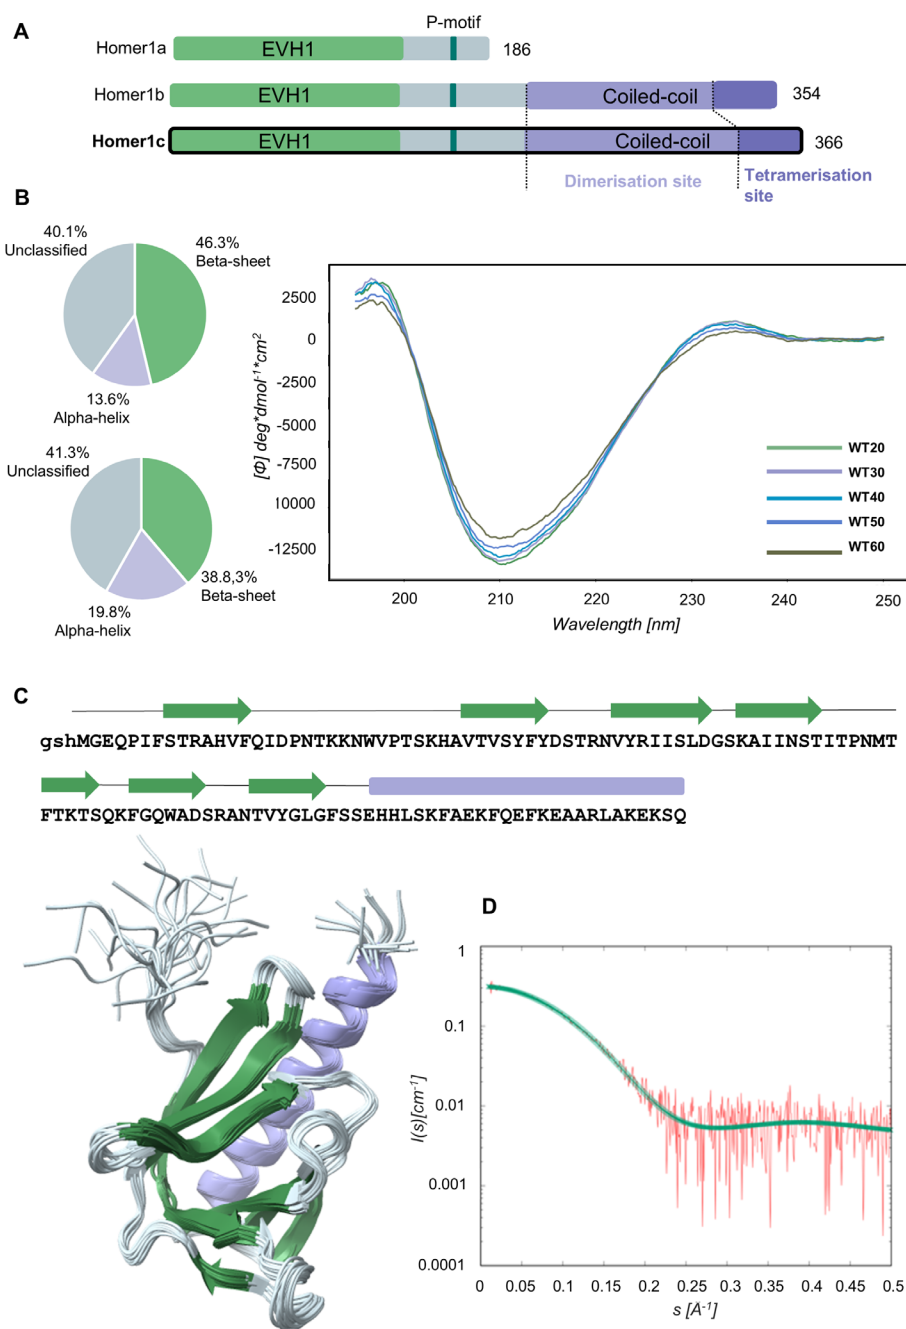 A
P-motif
Homer1a
EVH1
186
Homer1b
EVH1
Coiled-coil
354
Homer1c
EVH1
Coiled-coil
366
Dimerisation site
Tetramerisation
site
B
40.1%
Unclassified
46.3%
Beta-sheet
13.6%
Alpha-helix
41.3%
Unclassified
38.8,3%
Beta-sheet
19.8%
Alpha-helix
[Φ] deg*dmol-1*cm2
2500
0
-2500
-5000
-7500
10000
-12500
WT20
WT30
WT40
WT50
WT60
200
210
220
230
240
250
Wavelength [nm]
C
gshMGEQPIFSTRAHVFQIDPNTKKNWVPTSKHAVTVSYFYDSTRNVYRIISLDGSKAIINSTITPNMT
FTKTSQKFGQWADSRANTVYGLGFSSEHHLSKFAEKFQEFKEAARLAKEKSQ
D
I(s)[cm-1]
1
0.1
0.01
0.001
0.0001
0
0.05
0.1
0.15
0.2
0.25
0.3
0.35
0.4
0.45
0.5
s [Å-1]